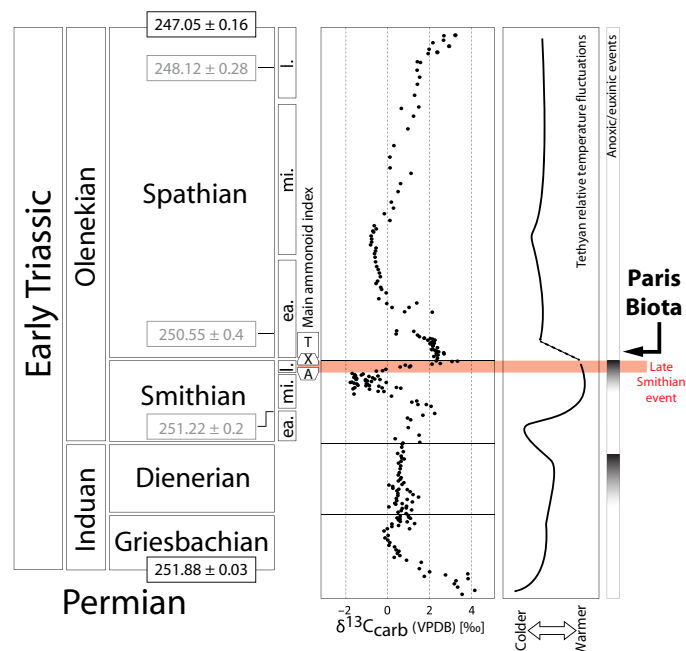 Early Triassic
Olenekian
Induan
247.05 ± 0.16
248.12 ± 0.28
Spathian
250.55 ± 0.4
Smithian
251.22 ± 0.2
Dienerian
Griesbachian
251.88 ± 0.03
Permian
l.
mi.
ea.
l.
mi.
ea.
Main ammonoid index
T
X
A
−2 0 2 4
δ13Ccarb (VPDB) [‰]
Tethyan relative temperature fluctuations
Colder
Warmer
Anoxic/euxinic events
Paris
Biota
Late
Smithian
event